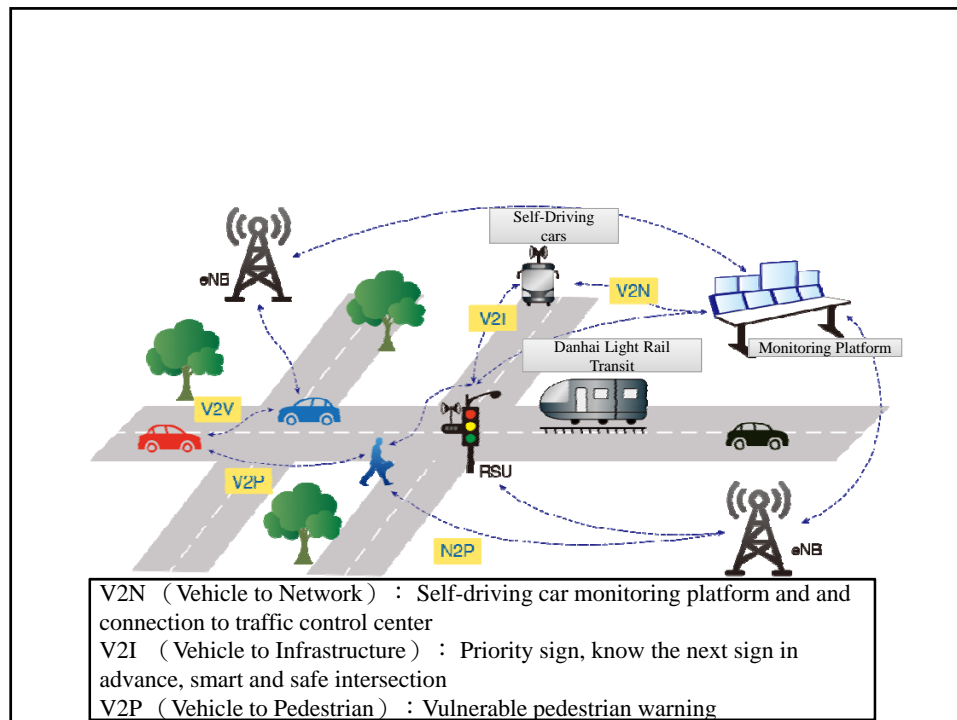 Self-Driving
cars
eNB
V2N
V2I
Danhai Light Rail
Transit
Monitoring Platform
V2V
V2P
RSU
N2P
eNB
V2N （Vehicle to Network）： Self-driving car monitoring platform and and
connection to traffic control center
V2I （Vehicle to Infrastructure）： Priority sign, know the next sign in
advance, smart and safe intersection
V2P（Vehicle to Pedestrian）：Vulnerable pedestrian warning